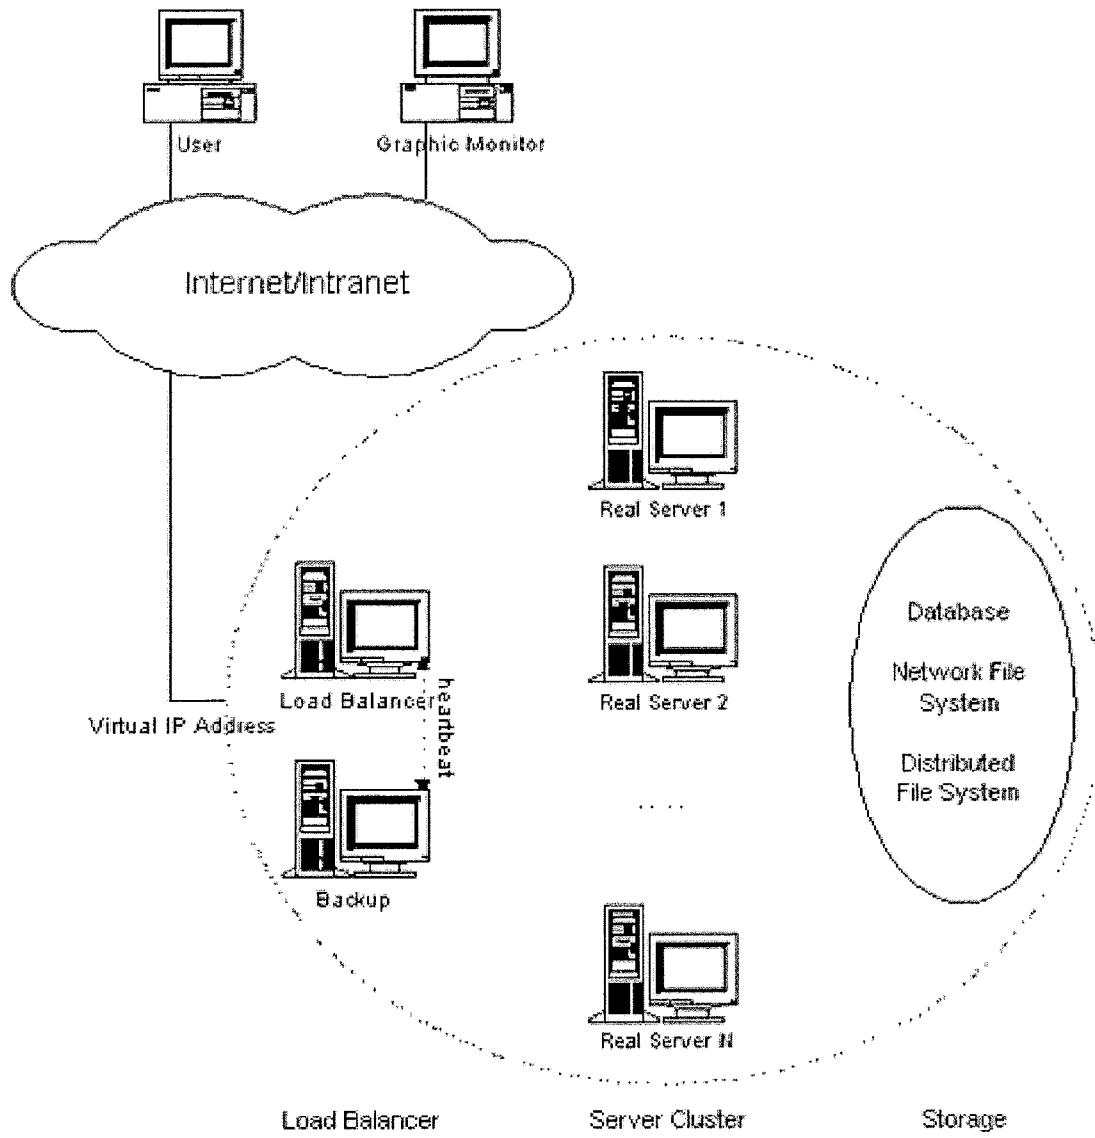 User
Graphic Monitor
Internet/Intranet
Real Server 1
Load Balancer
heartbeat
Real Server 2
Virtual IP Address
Backup
.....
Real Server N
Database
Network File
System
Distributed
File System
Load Balancer
Server Cluster
Storage